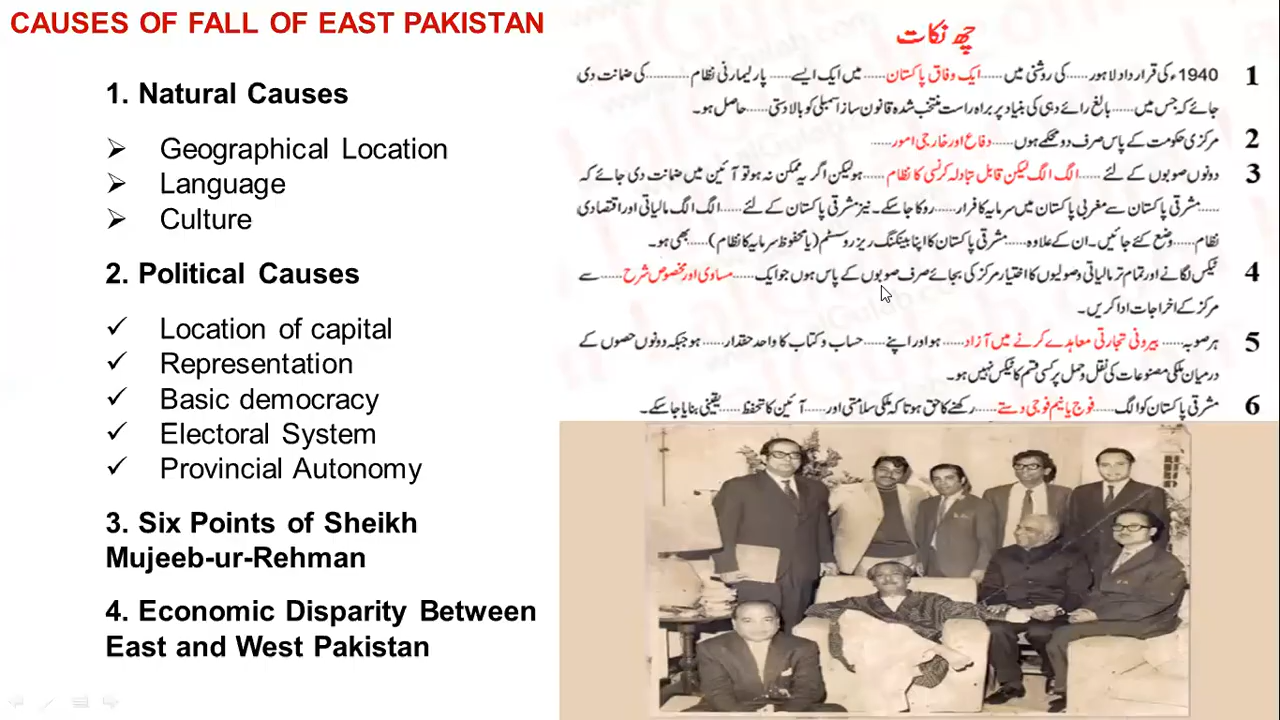 CAUSES OF FALL OF EAST PAKISTAN
1. Natural Causes
Geographical Location
Language
Culture
2. Political Causes
Location of capital
Representation
Basic democracy
Electoral System
Provincial Autonomy
3. Six Points of Sheikh
Mujeeb-ur-Rehman
4. Economic Disparity Between
East and West Pakistan
چھ نکات
1 1940ء کی قرارداد لاہور......کی روشنی میں......ایک وفاق پاکستان......میں ایک ایسے......پارلیمارنی نظام..........کی ضمانت دی
جائے کہ جس میں......بالغ رائے دہی کی بنیاد پر براہ راست منتخب شدہ قانون ساز اسمبلی کو بالا دستی......حاصل ہو۔
2 مرکزی حکومت کے پاس صرف دو محکمے ہوں......دفاع اور خارجی امور......
3 دونوں صوبوں کے لئے ......الگ الگ لیکن قابل تبادلہ کرنسی کا نظام......ہو لیکن اگر یہ ممکن نہ ہو تو آئین میں ضمانت دی جائے کہ
......مشرقی پاکستان سے مغربی پاکستان میں سرمایہ کا فرار......روکا جا سکے۔ نیز مشرقی پاکستان کے لئے......الگ الگ مالیاتی اور اقتصادی
نظام......وضع کئے جائیں۔ ان کے علاوہ......مشرقی پاکستان کا اپنا بینکنگ ریزرو سسٹم (یا محفوظ سرمایہ کا نظام)......بھی ہو۔
4 ٹیکس لگانے اور تمام تر مالیاتی وصولیوں کا اختیار مرکز کی بجائے صرف صوبوں کے پاس ہوں جو ایک......مساوی اور مخصوص شرح......سے
مرکز کے اخراجات ادا کریں۔
5 ہر صوبہ......بیرونی تجارتی معاہدے کرنے میں آزاد......ہو اور اپنے......حساب و کتاب کا واحد حقدار......ہو جبکہ دونوں حصوں کے
درمیان ملکی مصنوعات کی نقل و حمل پر کسی قسم کا ٹیکس نہیں ہو۔
6 مشرقی پاکستان کو الگ......فوج یا نیم فوجی دستے......رکھنے کا حق ہو تا کہ ملکی سلامتی اور......آئین کا تحفظ......یقینی بنایا جا سکے۔